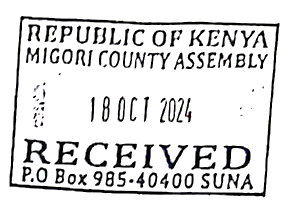 REPUBLIC OF KENYA
MIGORI COUNTY ASSEMBLY
18 OCT 2024
RECEIVED
P.O Box 985-40400 SUNA